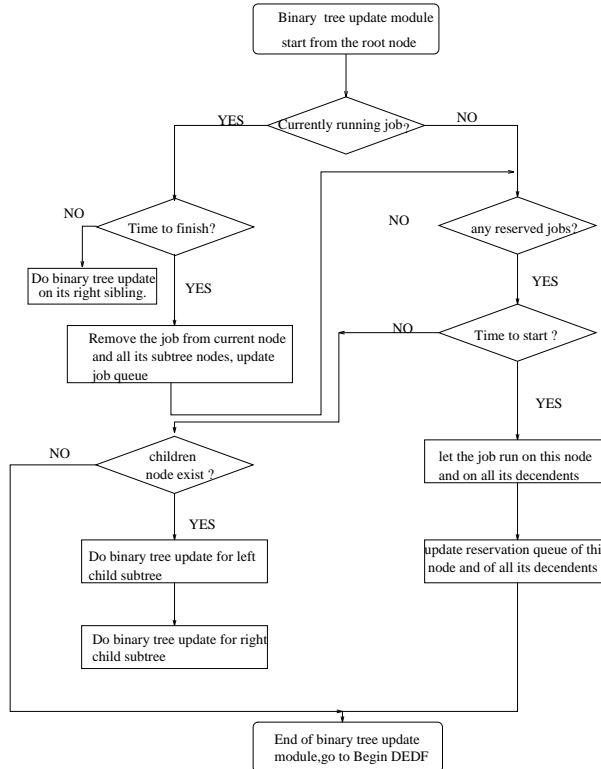 Binary tree update module
start from the root node
Currently running job?
YES
NO
NO
Time to finish?
NO
any reserved jobs?
Do binary tree update
on its right sibling.
YES
YES
Remove the job from current node
and all its subtree nodes, update
job queue
NO
Time to start ?
YES
NO
children
node exist ?
let the job run on this node
and on all its decendents
YES
Do binary tree update for left
child subtree
update reservation queue of this
node and of all its decendents
Do binary tree update for right
child subtree
End of binary tree update
module,go to Begin DEDF